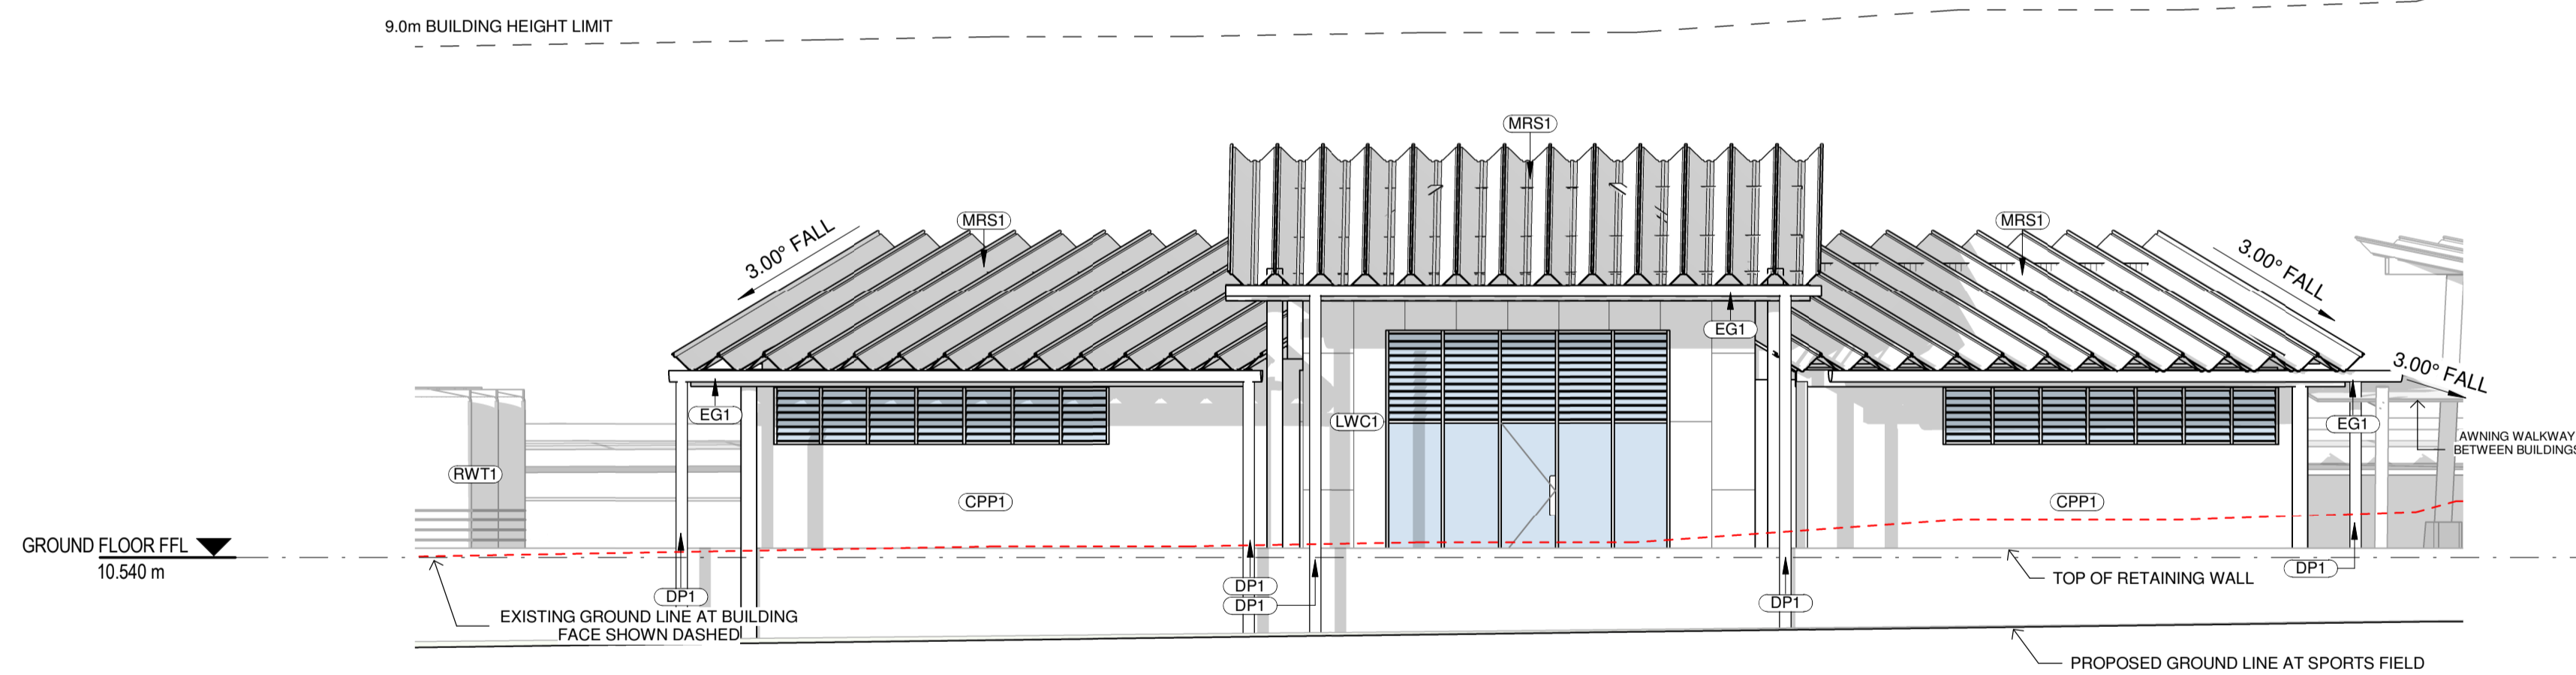 9.0m BUILDING HEIGHT LIMIT
MRS1
MRS1
MRS1
3.00° FALL
3.00° FALL
3.00° FALL
EG1
EG1
EG1
LWC1
AWNING WALKWAY
BETWEEN BUILDINGS
RWT1
CPP1
CPP1
GROUND FLOOR FFL
10.540 m
DP1
DP1
DP1
DP1
DP1
TOP OF RETAINING WALL
EXISTING GROUND LINE AT BUILDING
FACE SHOWN DASHED
PROPOSED GROUND LINE AT SPORTS FIELD